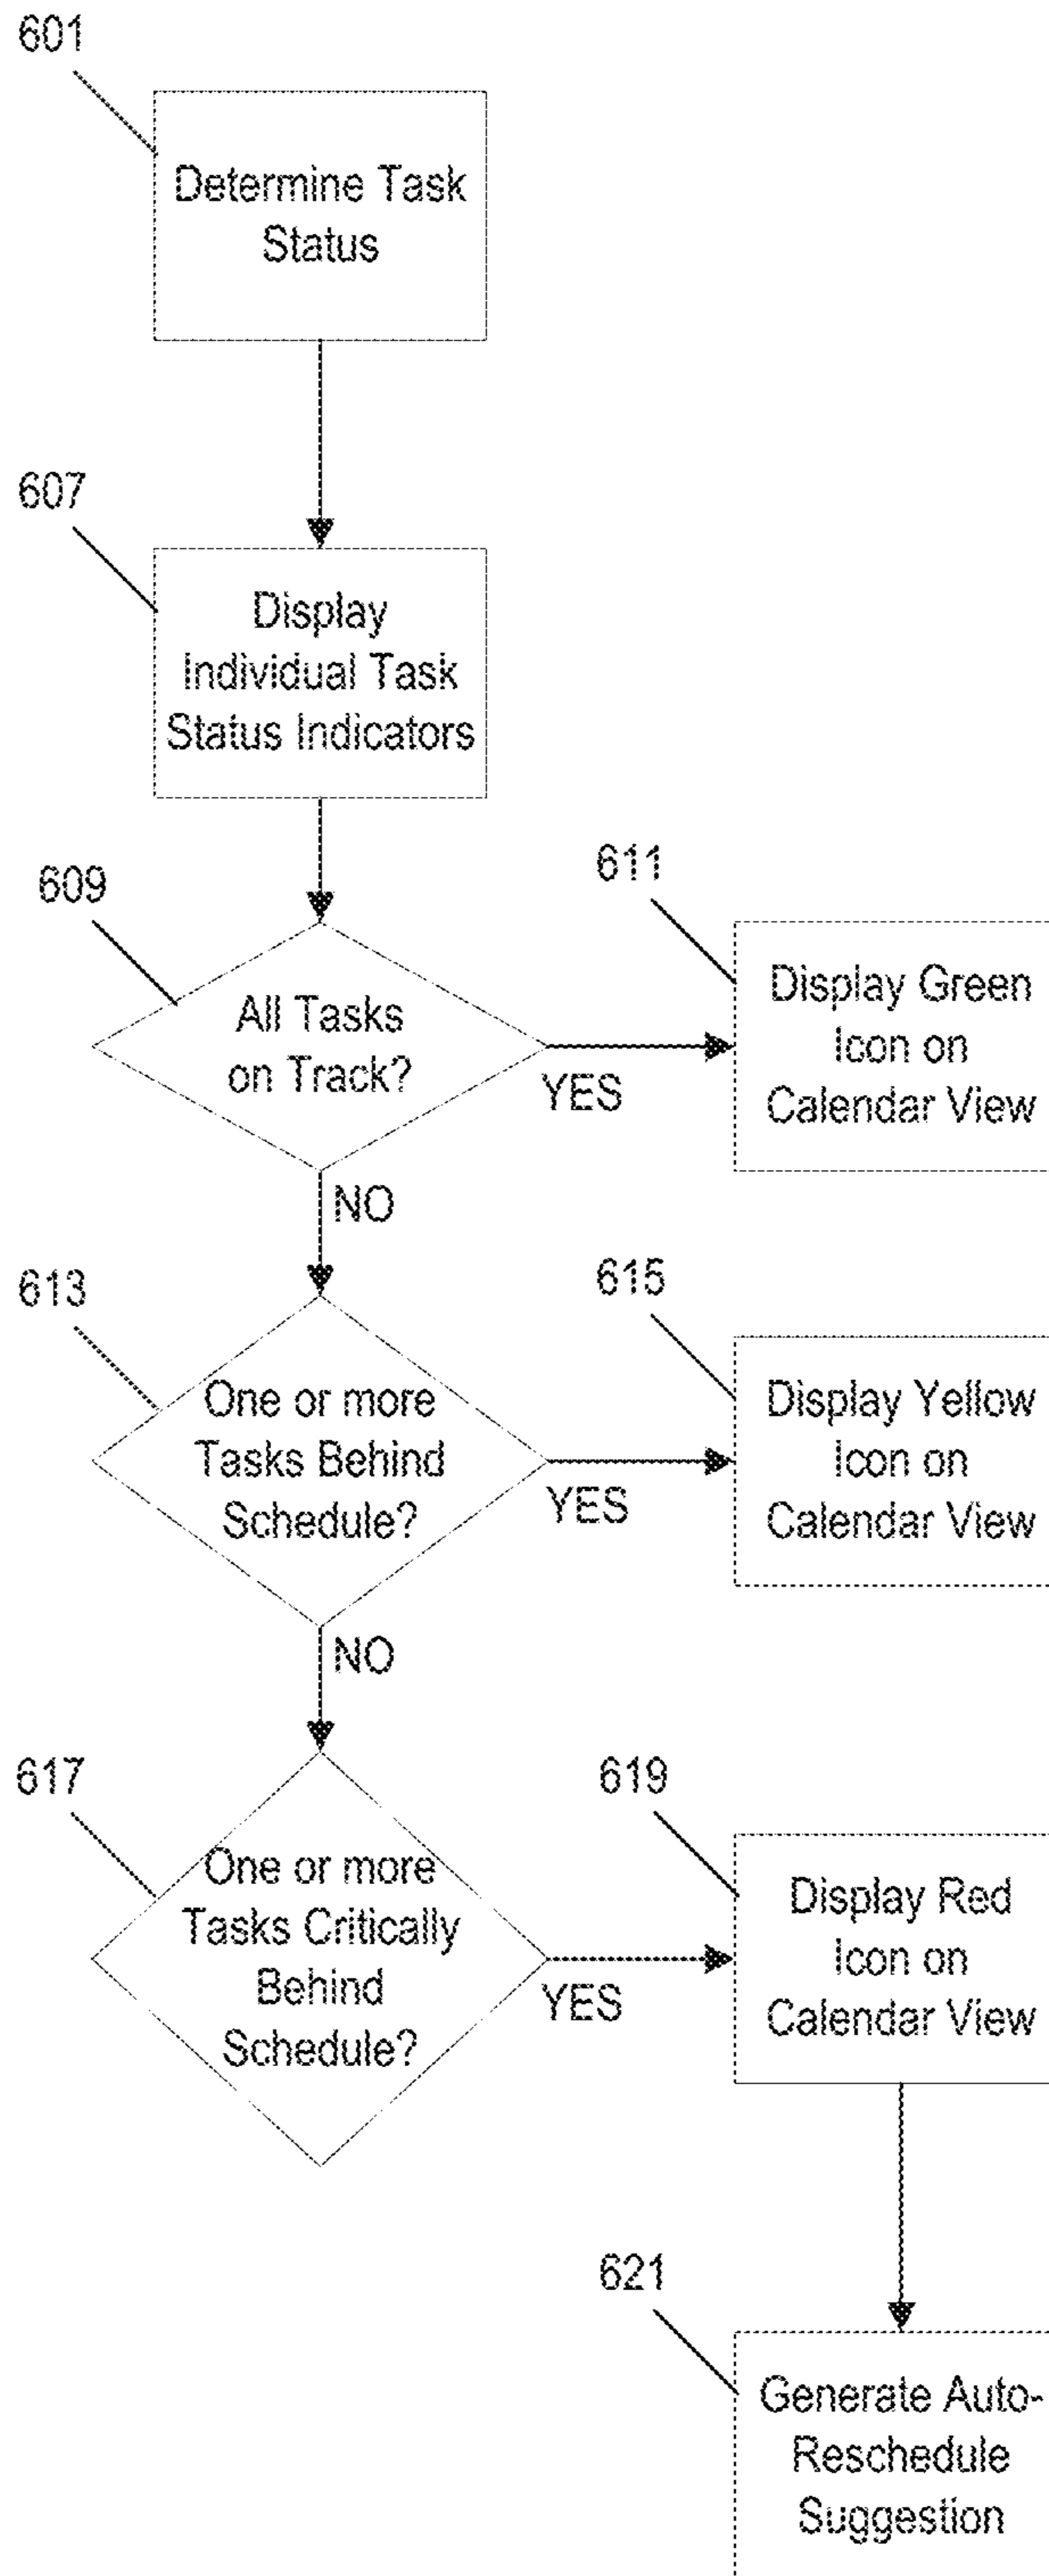 601
Determine Task
Status
607
Display
Individual Task
Status Indicators
609
All Tasks
on Track?
YES
611
Display Green
Icon on
Calendar View
NO
613
One or more
Tasks Behind
Schedule?
YES
615
Display Yellow
Icon on
Calendar View
NO
617
One or more
Tasks Critically
Behind
Schedule?
YES
619
Display Red
Icon on
Calendar View
621
Generate Auto-
Reschedule
Suggestion